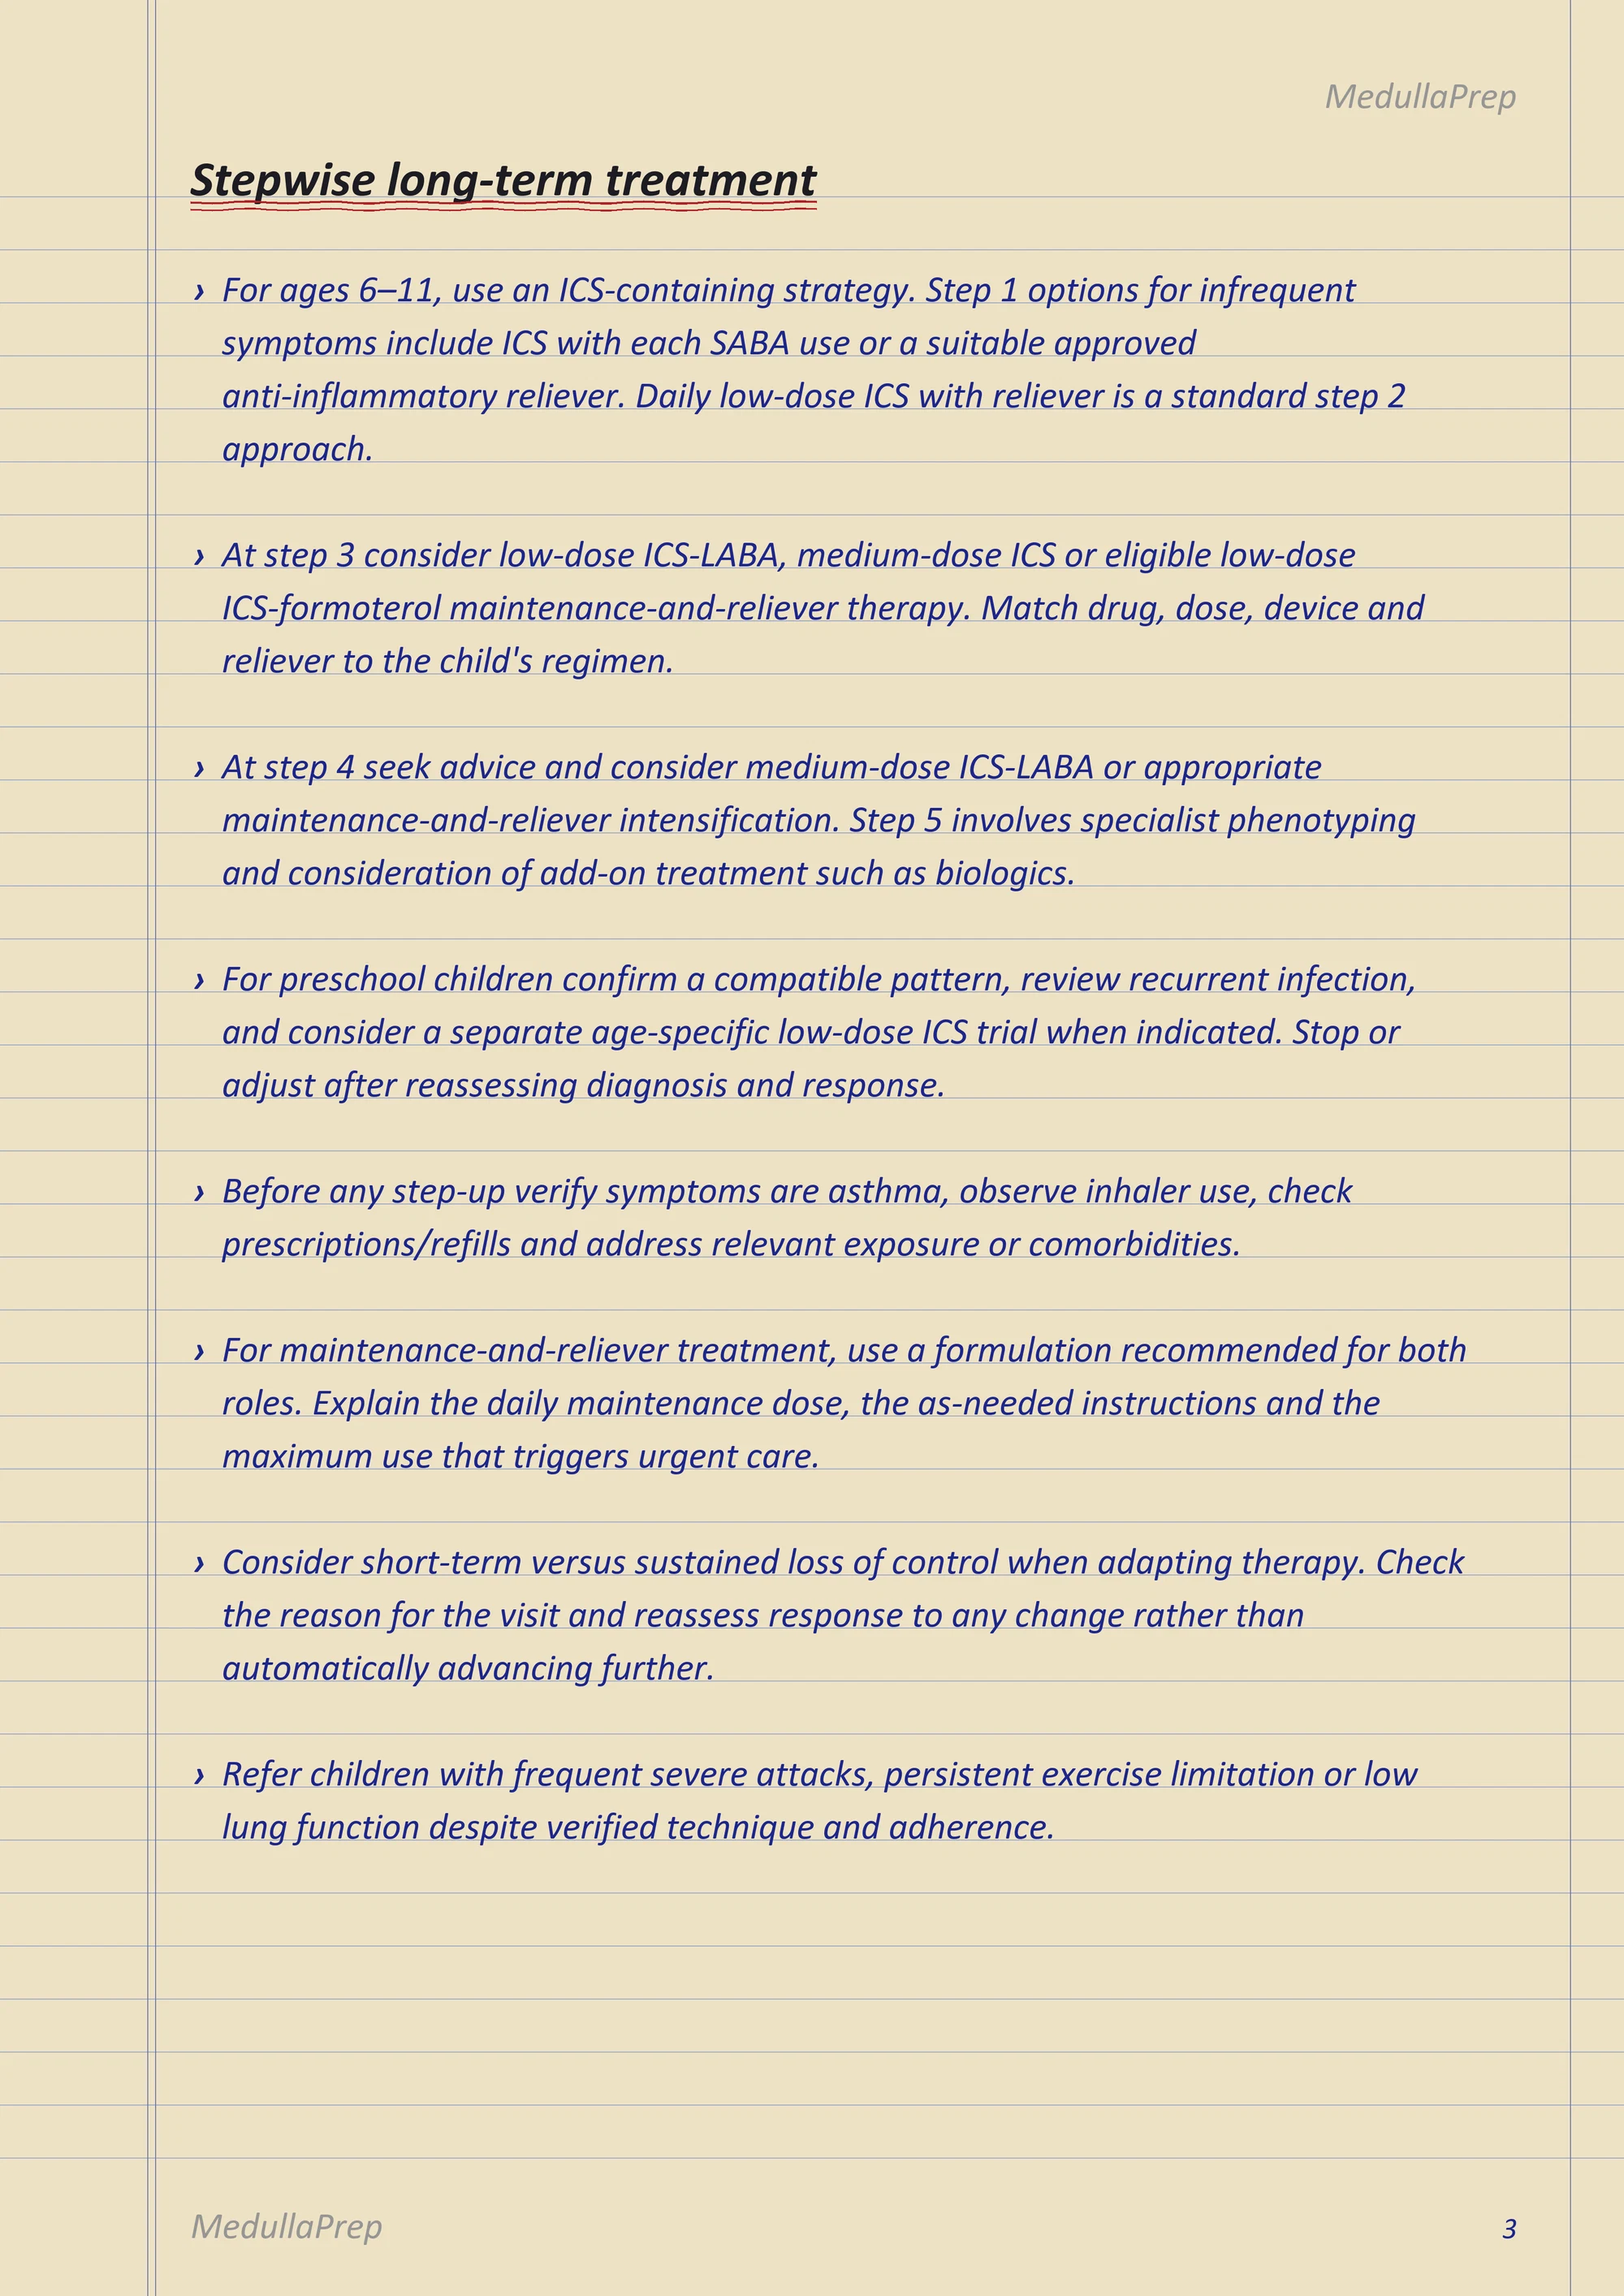 MedullaPrep
Stepwise long-term treatment
› For ages 6–11, use an ICS-containing strategy. Step 1 options for infrequent
symptoms include ICS with each SABA use or a suitable approved
anti-inflammatory reliever. Daily low-dose ICS with reliever is a standard step 2
approach.
› At step 3 consider low-dose ICS-LABA, medium-dose ICS or eligible low-dose
ICS-formoterol maintenance-and-reliever therapy. Match drug, dose, device and
reliever to the child's regimen.
› At step 4 seek advice and consider medium-dose ICS-LABA or appropriate
maintenance-and-reliever intensification. Step 5 involves specialist phenotyping
and consideration of add-on treatment such as biologics.
› For preschool children confirm a compatible pattern, review recurrent infection,
and consider a separate age-specific low-dose ICS trial when indicated. Stop or
adjust after reassessing diagnosis and response.
› Before any step-up verify symptoms are asthma, observe inhaler use, check
prescriptions/refills and address relevant exposure or comorbidities.
› For maintenance-and-reliever treatment, use a formulation recommended for both
roles. Explain the daily maintenance dose, the as-needed instructions and the
maximum use that triggers urgent care.
› Consider short-term versus sustained loss of control when adapting therapy. Check
the reason for the visit and reassess response to any change rather than
automatically advancing further.
› Refer children with frequent severe attacks, persistent exercise limitation or low
lung function despite verified technique and adherence.
MedullaPrep
3